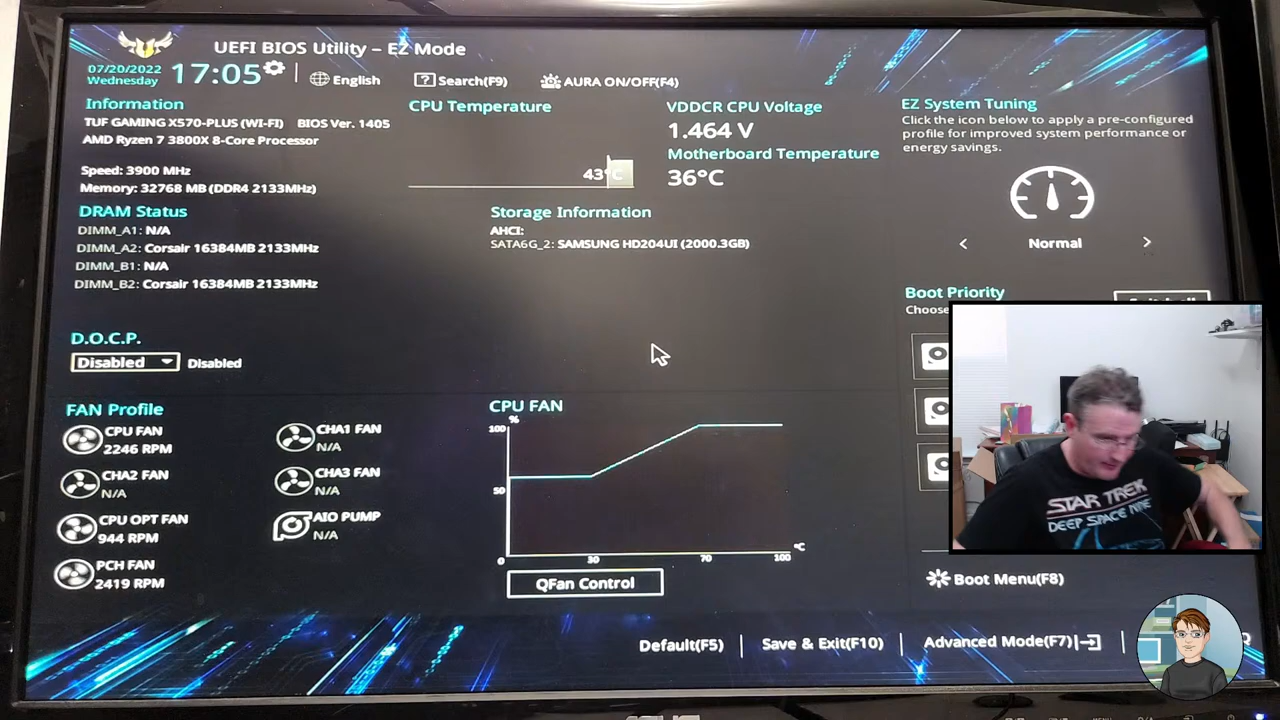 UEFI BIOS Utility – EZ Mode
07/20/2022
Wednesday
17:05
English
Search(F9)
AURA ON/OFF(F4)
Information
TUF GAMING X570-PLUS (WI-FI) BIOS Ver. 1405
AMD Ryzen 7 3800X 8-Core Processor
Speed: 3900 MHz
Memory: 32768 MB (DDR4 2133MHz)
CPU Temperature
43°C
VDDCR CPU Voltage
1.464 V
Motherboard Temperature
36°C
EZ System Tuning
Click the icon below to apply a pre-configured
profile for improved system performance or
energy savings.
Normal
DRAM Status
DIMM_A1: N/A
DIMM_A2: Corsair 16384MB 2133MHz
DIMM_B1: N/A
DIMM_B2: Corsair 16384MB 2133MHz
Storage Information
AHCI:
SATA6G_2: SAMSUNG HD204UI (2000.3GB)
Boot Priority
Choose
D.O.C.P.
Disabled
Disabled
FAN Profile
CPU FAN
2246 RPM
CHA1 FAN
N/A
CHA2 FAN
N/A
CHA3 FAN
N/A
CPU OPT FAN
944 RPM
AIO PUMP
N/A
PCH FAN
2419 RPM
CPU FAN
%
100
50
0
30
70
100
°C
QFan Control
STAR TREK
DEEP SPACE NINE
Boot Menu(F8)
Default(F5)
Save & Exit(F10)
Advanced Mode(F7)